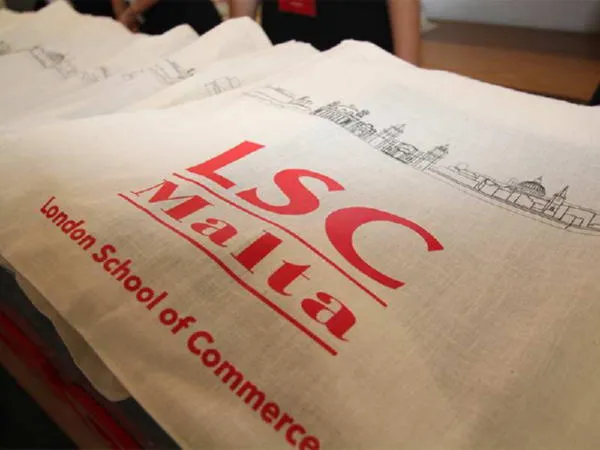 LSC
Malta
London School of Commerce